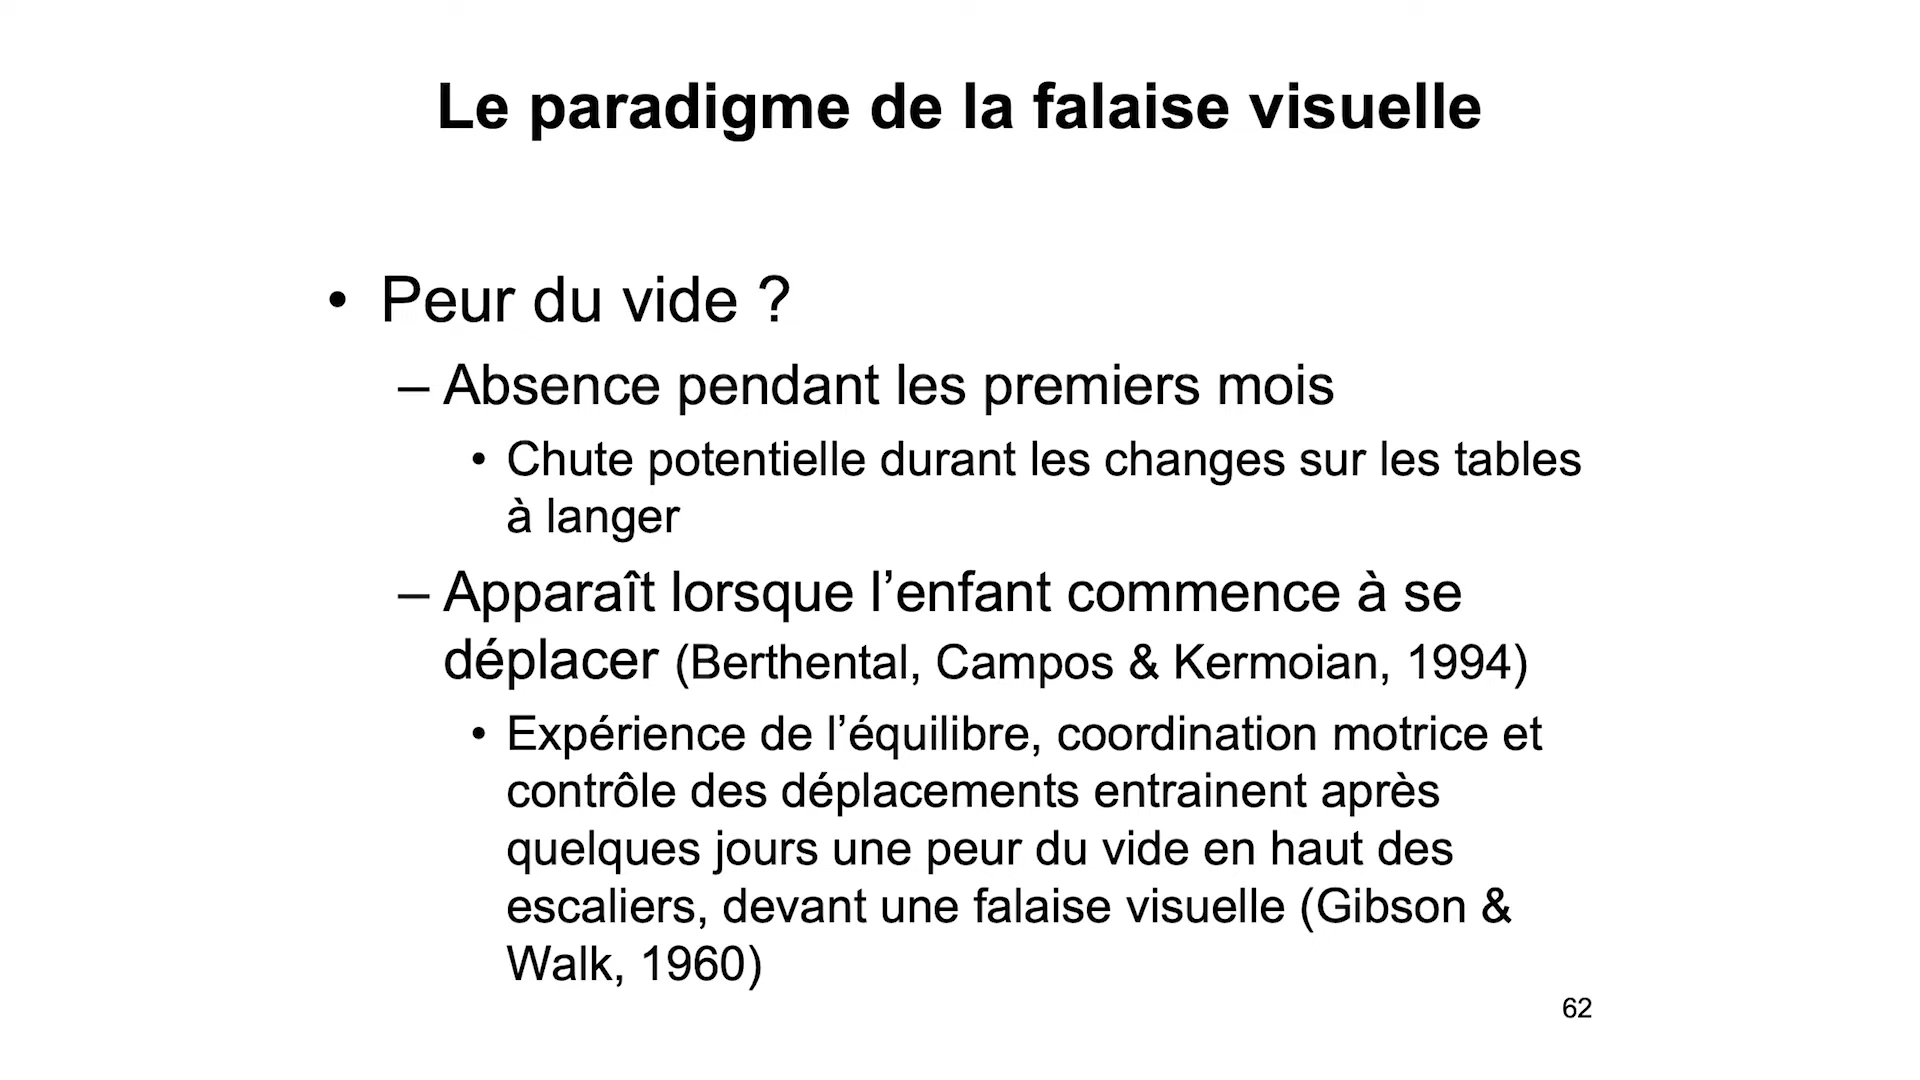 Le paradigme de la falaise visuelle
• Peur du vide ?
– Absence pendant les premiers mois
• Chute potentielle durant les changes sur les tables
à langer
– Apparaît lorsque l’enfant commence à se
déplacer (Berthental, Campos & Kermoian, 1994)
• Expérience de l’équilibre, coordination motrice et
contrôle des déplacements entrainent après
quelques jours une peur du vide en haut des
escaliers, devant une falaise visuelle (Gibson &
Walk, 1960)
62